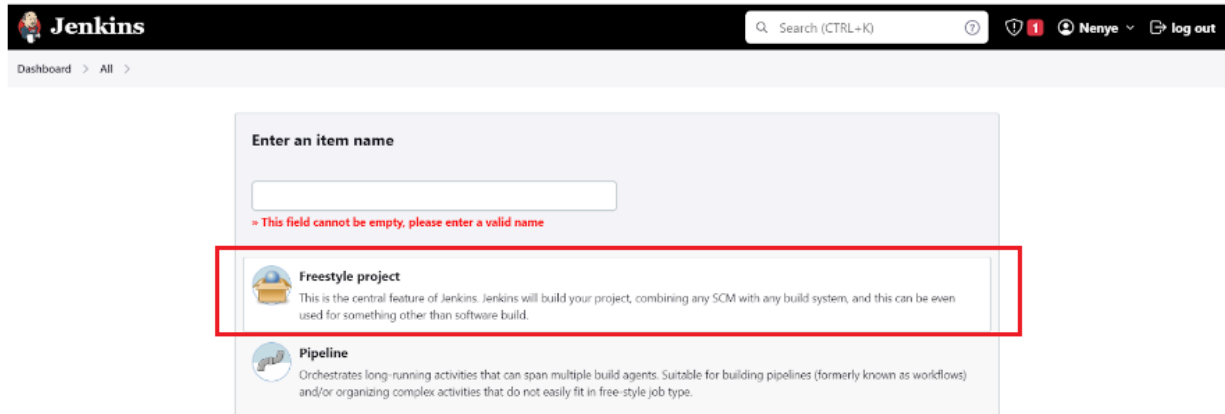 Jenkins
Search (CTRL+K)
1
Nenye
log out
Dashboard > All >
Enter an item name
» This field cannot be empty, please enter a valid name
Freestyle project
This is the central feature of Jenkins. Jenkins will build your project, combining any SCM with any build system, and this can be even
used for something other than software build.
Pipeline
Orchestrates long-running activities that can span multiple build agents. Suitable for building pipelines (formerly known as workflows)
and/or organizing complex activities that do not easily fit in free-style job type.